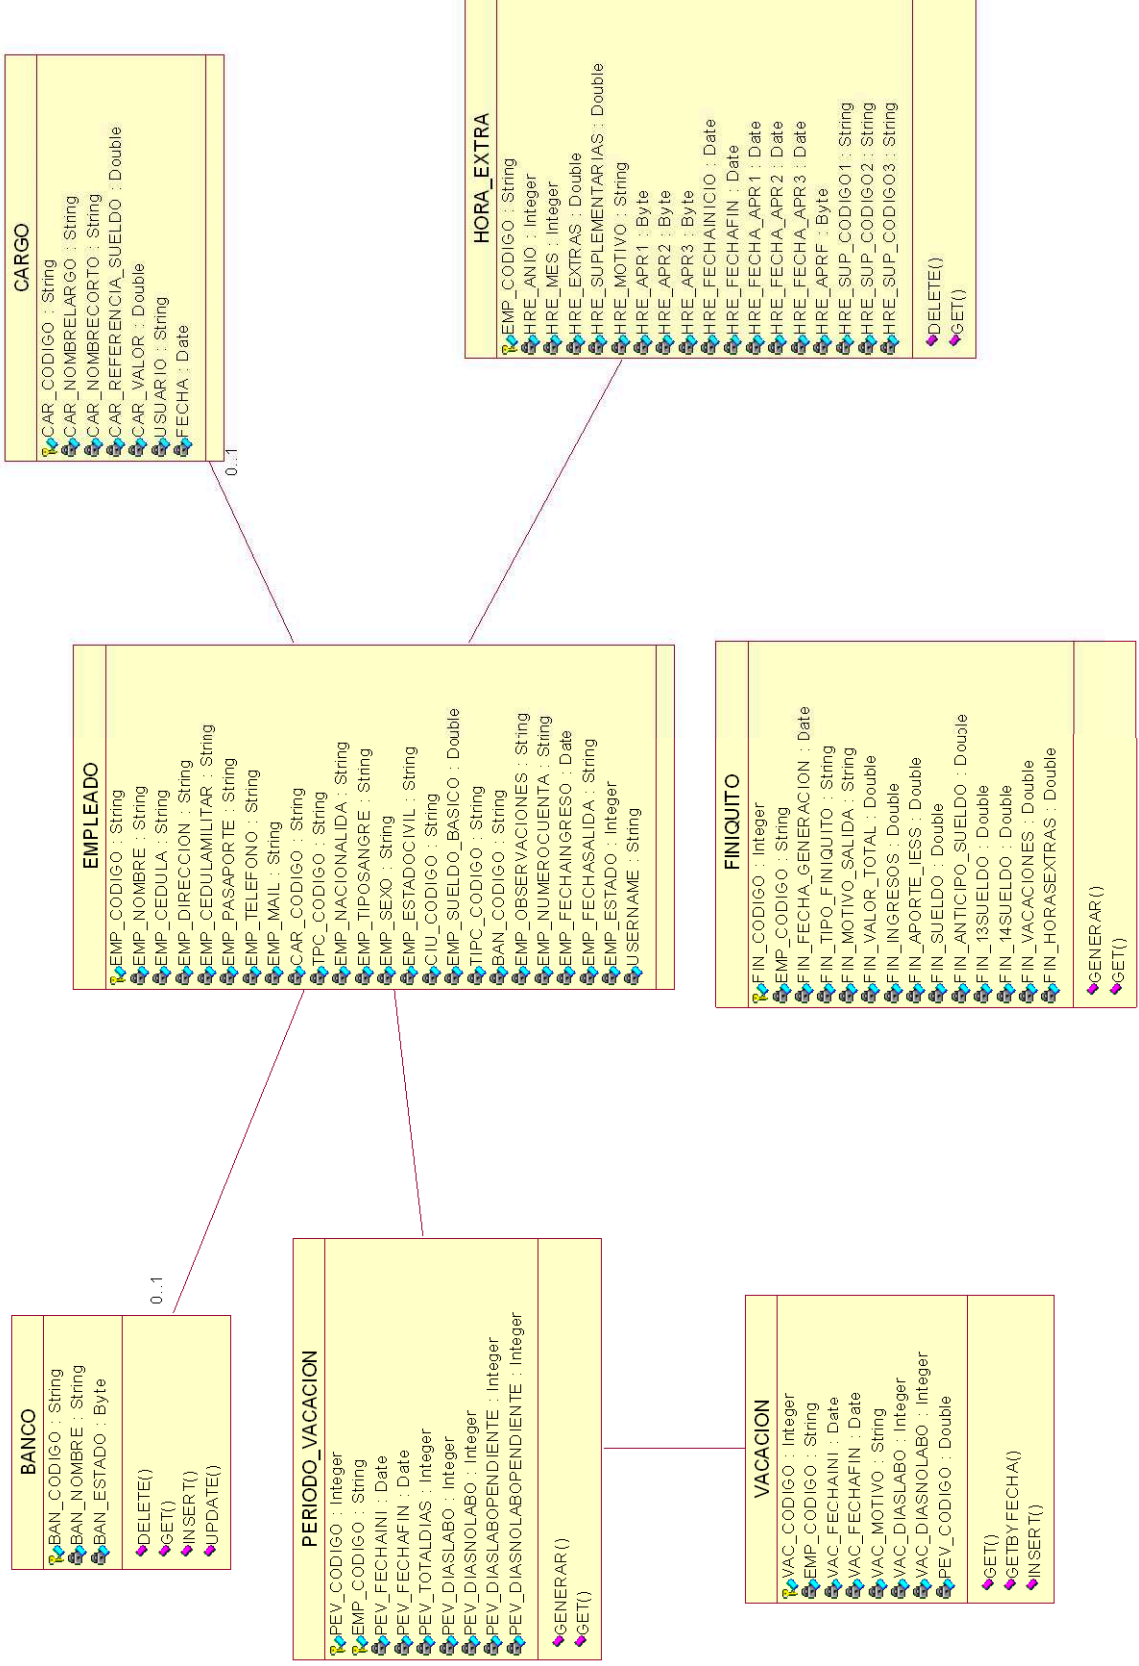 BANCO
BAN_CODIGO : String
BAN_NOMBRE : String
BAN_ESTADO : Byte
DELETE()
GET()
INSERT()
UPDATE()
0..1
EMPLEADO
EMP_CODIGO : String
EMP_NOMBRE : String
EMP_CEDULA : String
EMP_DIRECCION : String
EMP_CEDULAMILITAR : String
EMP_PASAPORTE : String
EMP_TELEFONO : String
EMP_MAIL : String
CAR_CODIGO : String
TPC_CODIGO : String
EMP_NACIONALIDA : String
EMP_TIPOSANGRE : String
EMP_SEXO : String
EMP_ESTADOCIVIL : String
CIU_CODIGO : String
EMP_SUELDO_BASICO : Double
TIPC_CODIGO : String
BAN_CODIGO : String
EMP_OBSERVACIONES : String
EMP_NUMEROCUENTA : String
EMP_FECHAINGRESO : Date
EMP_FECHASALIDA : String
EMP_ESTADO : Integer
USERNAME : String
CARGO
CAR_CODIGO : String
CAR_NOMBRELARGO : String
CAR_NOMBRECORTO : String
CAR_REFERENCIA_SUELDO : Double
CAR_VALOR : Double
USUARIO : String
FECHA : Date
0..1
PERIODO_VACACION
PEV_CODIGO : Integer
EMP_CODIGO : String
PEV_FECHAINI : Date
PEV_FECHAFIN : Date
PEV_TOTALDIAS : Integer
PEV_DIASLABO : Integer
PEV_DIASNOLABO : Integer
PEV_DIASLABOPENDIENTE : Integer
PEV_DIASNOLABOPENDIENTE : Integer
GENERAR()
GET()
HORA_EXTRA
EMP_CODIGO : String
HRE_ANIO : Integer
HRE_MES : Integer
HRE_EXTRAS : Double
HRE_SUPLEMENTARIAS : Double
HRE_MOTIVO : String
HRE_APR1 : Byte
HRE_APR2 : Byte
HRE_APR3 : Byte
HRE_FECHAINICIO : Date
HRE_FECHAFIN : Date
HRE_FECHA_APR1 : Date
HRE_FECHA_APR2 : Date
HRE_FECHA_APR3 : Date
HRE_APRF : Byte
HRE_SUP_CODIGO1 : String
HRE_SUP_CODIGO2 : String
HRE_SUP_CODIGO3 : String
DELETE()
GET()
VACACION
VAC_CODIGO : Integer
EMP_CODIGO : String
VAC_FECHAINI : Date
VAC_FECHAFIN : Date
VAC_MOTIVO : String
VAC_DIASLABO : Integer
VAC_DIASNOLABO : Integer
PEV_CODIGO : Double
GET()
GETBYFECHA()
INSERT()
FINIQUITO
FIN_CODIGO : Integer
EMP_CODIGO : String
FIN_FECHA_GENERACION : Date
FIN_TIPO_FINIQUITO : String
FIN_MOTIVO_SALIDA : String
FIN_VALOR_TOTAL : Double
FIN_INGRESOS : Double
FIN_APORTE_IESS : Double
FIN_SUELDO : Double
FIN_ANTICIPO_SUELDO : Double
FIN_13SUELDO : Double
FIN_14SUELDO : Double
FIN_VACACIONES : Double
FIN_HORASEXTRAS : Double
GENERAR()
GET()